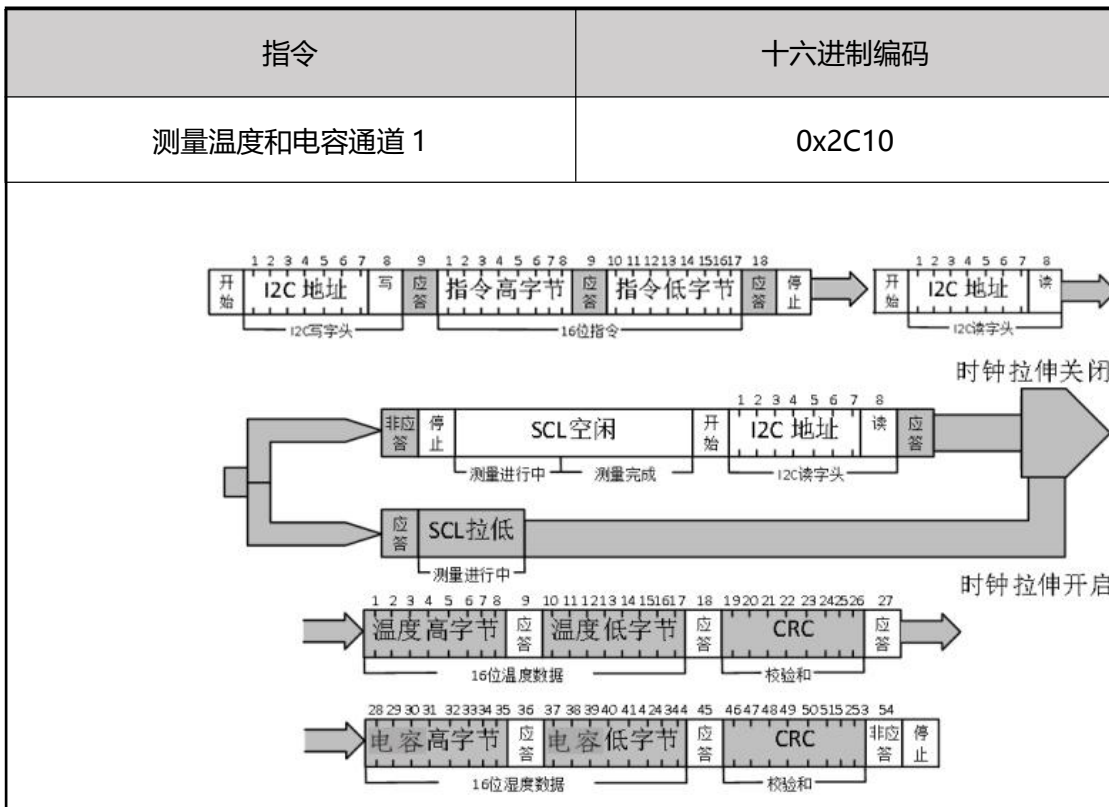 指令 十六进制编码
测量温度和电容通道 1 0x2C10
1 2 3 4 5 6 7 8 9 1 2 3 4 5 6 7 8 9 10 11 12 13 14 15 16 17 18 1 2 3 4 5 6 7 8
开始 I2C 地址 写 应答 指令高字节 应答 指令低字节 应答 停止 开始 I2C 地址 读
I2C写字头 16位指令 I2C读字头
时钟拉伸关闭
1 2 3 4 5 6 7 8
非应答 停止 SCL空闲 开始 I2C 地址 读 应答
测量进行中 测量完成 I2C读字头
应答 SCL拉低
测量进行中
时钟拉伸开启
1 2 3 4 5 6 7 8 9 10 11 12 13 14 15 16 17 18 19 20 21 22 23 24 25 26 27
温度高字节 应答 温度低字节 应答 CRC 应答
16位温度数据 校验和
28 29 30 31 32 33 34 35 36 37 38 39 40 41 4 24 34 4 45 46 47 48 49 50 51 5 25 3 54
电容高字节 应答 电容低字节 应答 CRC 非应答 停止
16位湿度数据 校验和